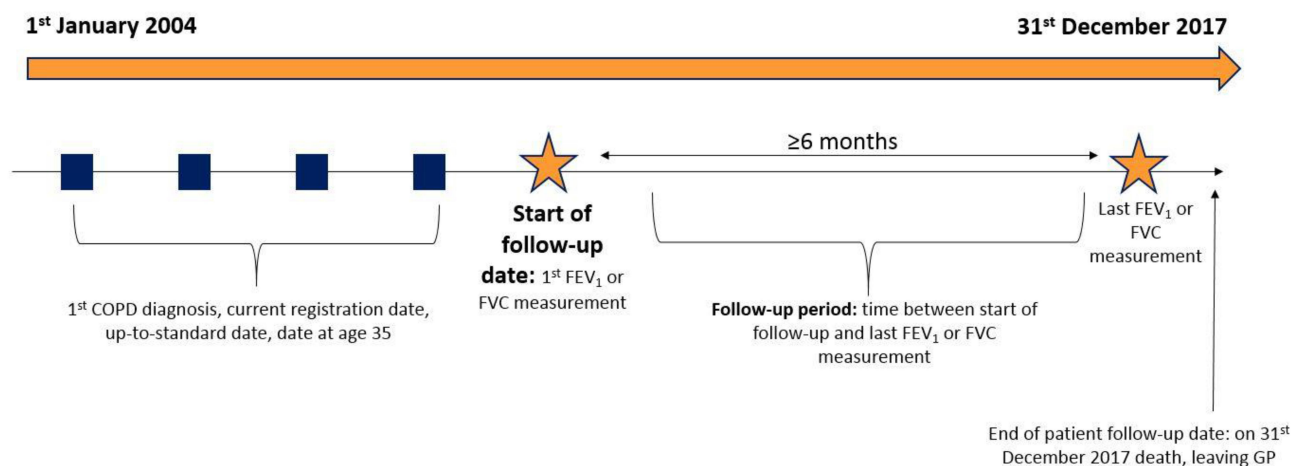 1st January 2004
31st December 2017
≥6 months
Start of
follow-up
date: 1st FEV1 or
FVC measurement
Last FEV1 or
FVC
measurement
1st COPD diagnosis, current registration date,
up-to-standard date, date at age 35
Follow-up period: time between start of
follow-up and last FEV1 or FVC
measurement
End of patient follow-up date: on 31st
December 2017 death, leaving GP